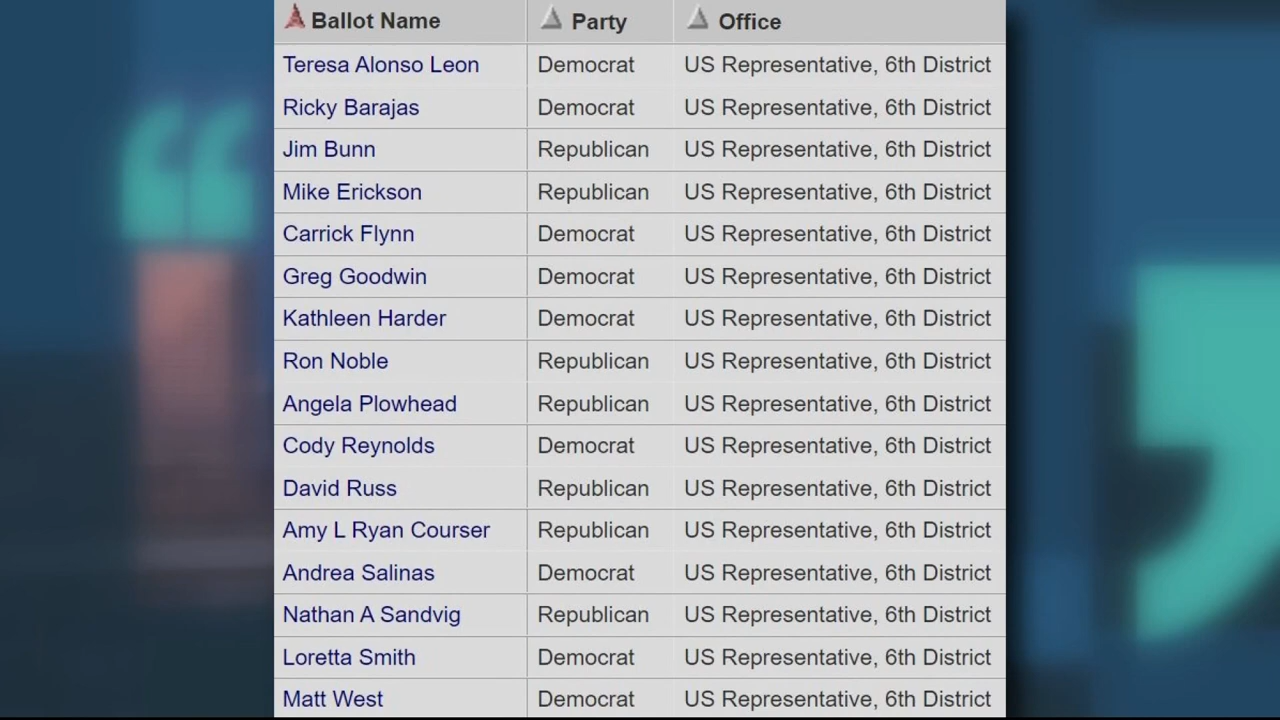 Ballot Name Party Office
Teresa Alonso Leon Democrat US Representative, 6th District
Ricky Barajas Democrat US Representative, 6th District
Jim Bunn Republican US Representative, 6th District
Mike Erickson Republican US Representative, 6th District
Carrick Flynn Democrat US Representative, 6th District
Greg Goodwin Democrat US Representative, 6th District
Kathleen Harder Democrat US Representative, 6th District
Ron Noble Republican US Representative, 6th District
Angela Plowhead Republican US Representative, 6th District
Cody Reynolds Democrat US Representative, 6th District
David Russ Republican US Representative, 6th District
Amy L Ryan Courser Republican US Representative, 6th District
Andrea Salinas Democrat US Representative, 6th District
Nathan A Sandvig Republican US Representative, 6th District
Loretta Smith Democrat US Representative, 6th District
Matt West Democrat US Representative, 6th District